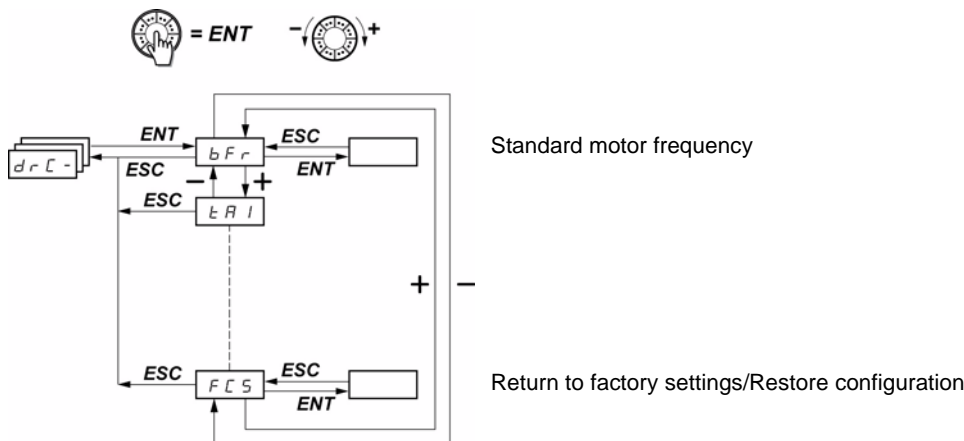 = ENT
- +
ENT
ESC
drC-
bFr
ESC
ENT
Standard motor frequency
- +
ESC
tA1
+ -
ESC
FCS
ESC
ENT
Return to factory settings/Restore configuration